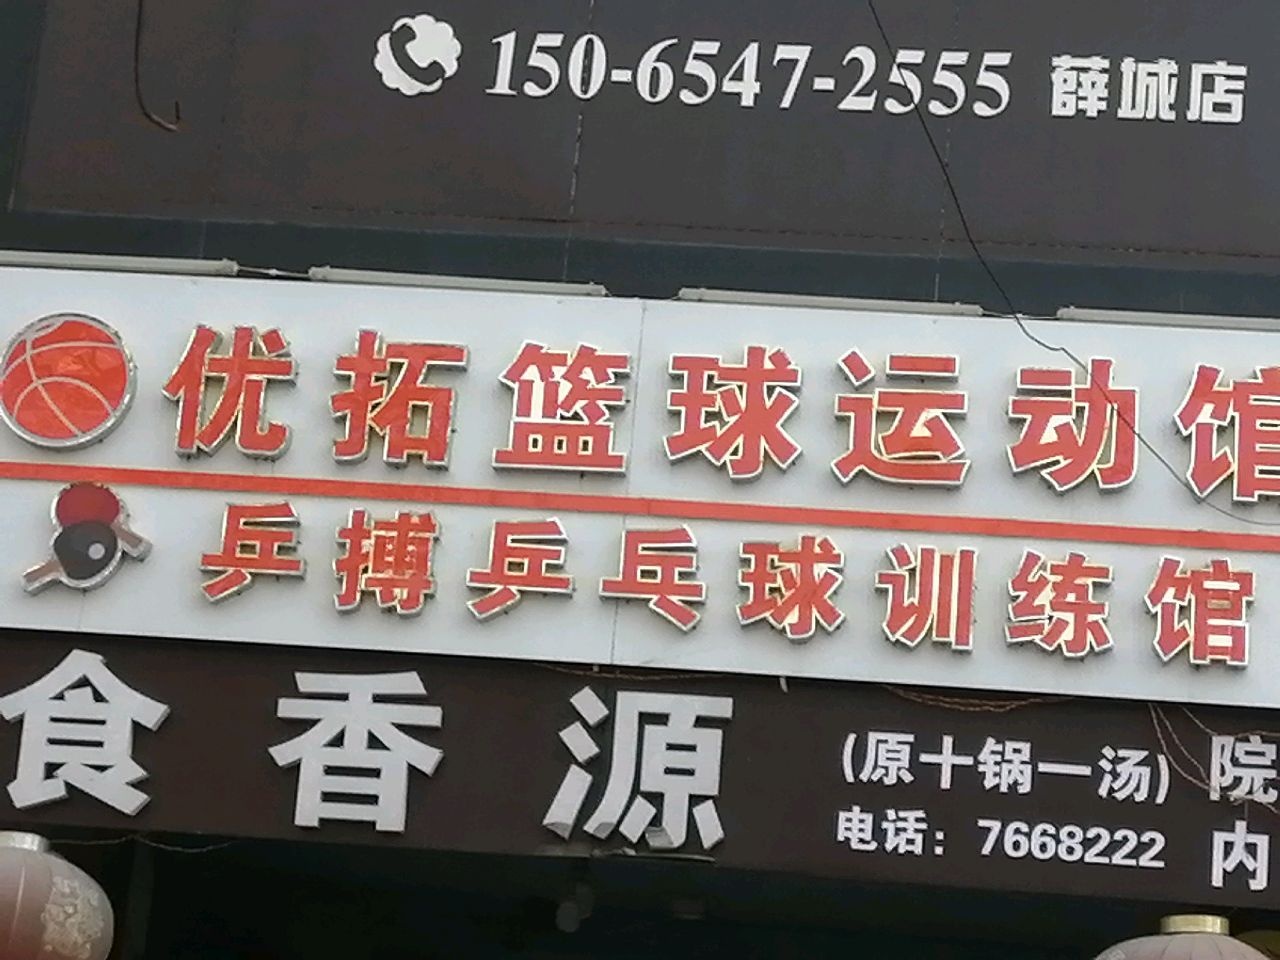 150-6547-2555 薛城店
优拓篮球运动馆
乒搏乒乓球训练馆
食香源
(原十锅一汤)
电话：7668222
院
内